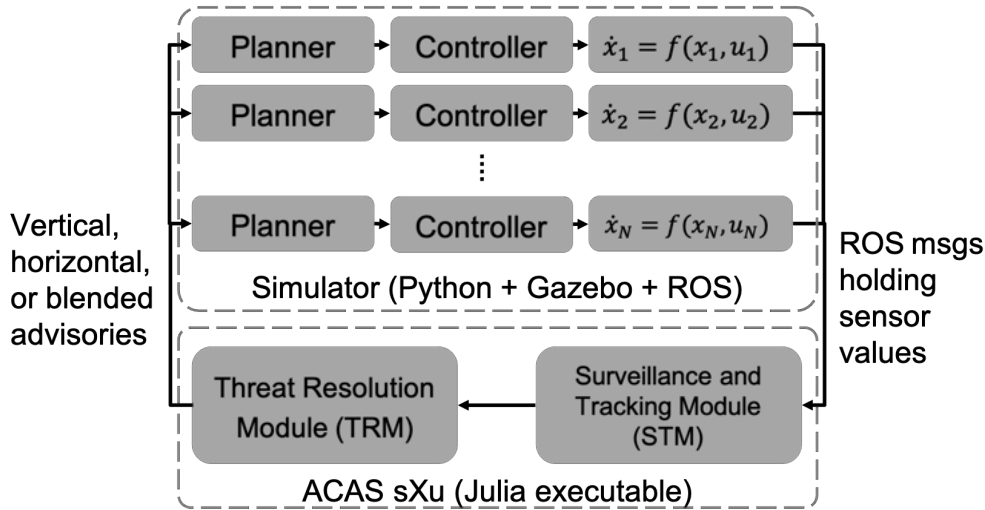 Planner
Controller
ẋ₁ = f(x₁, u₁)
Planner
Controller
ẋ₂ = f(x₂, u₂)
Planner
Controller
ẋ_N = f(x_N, u_N)
Simulator (Python + Gazebo + ROS)
Vertical,
horizontal,
or blended
advisories
ROS msgs
holding
sensor
values
Threat Resolution
Module (TRM)
Surveillance and
Tracking Module
(STM)
ACAS sXu (Julia executable)